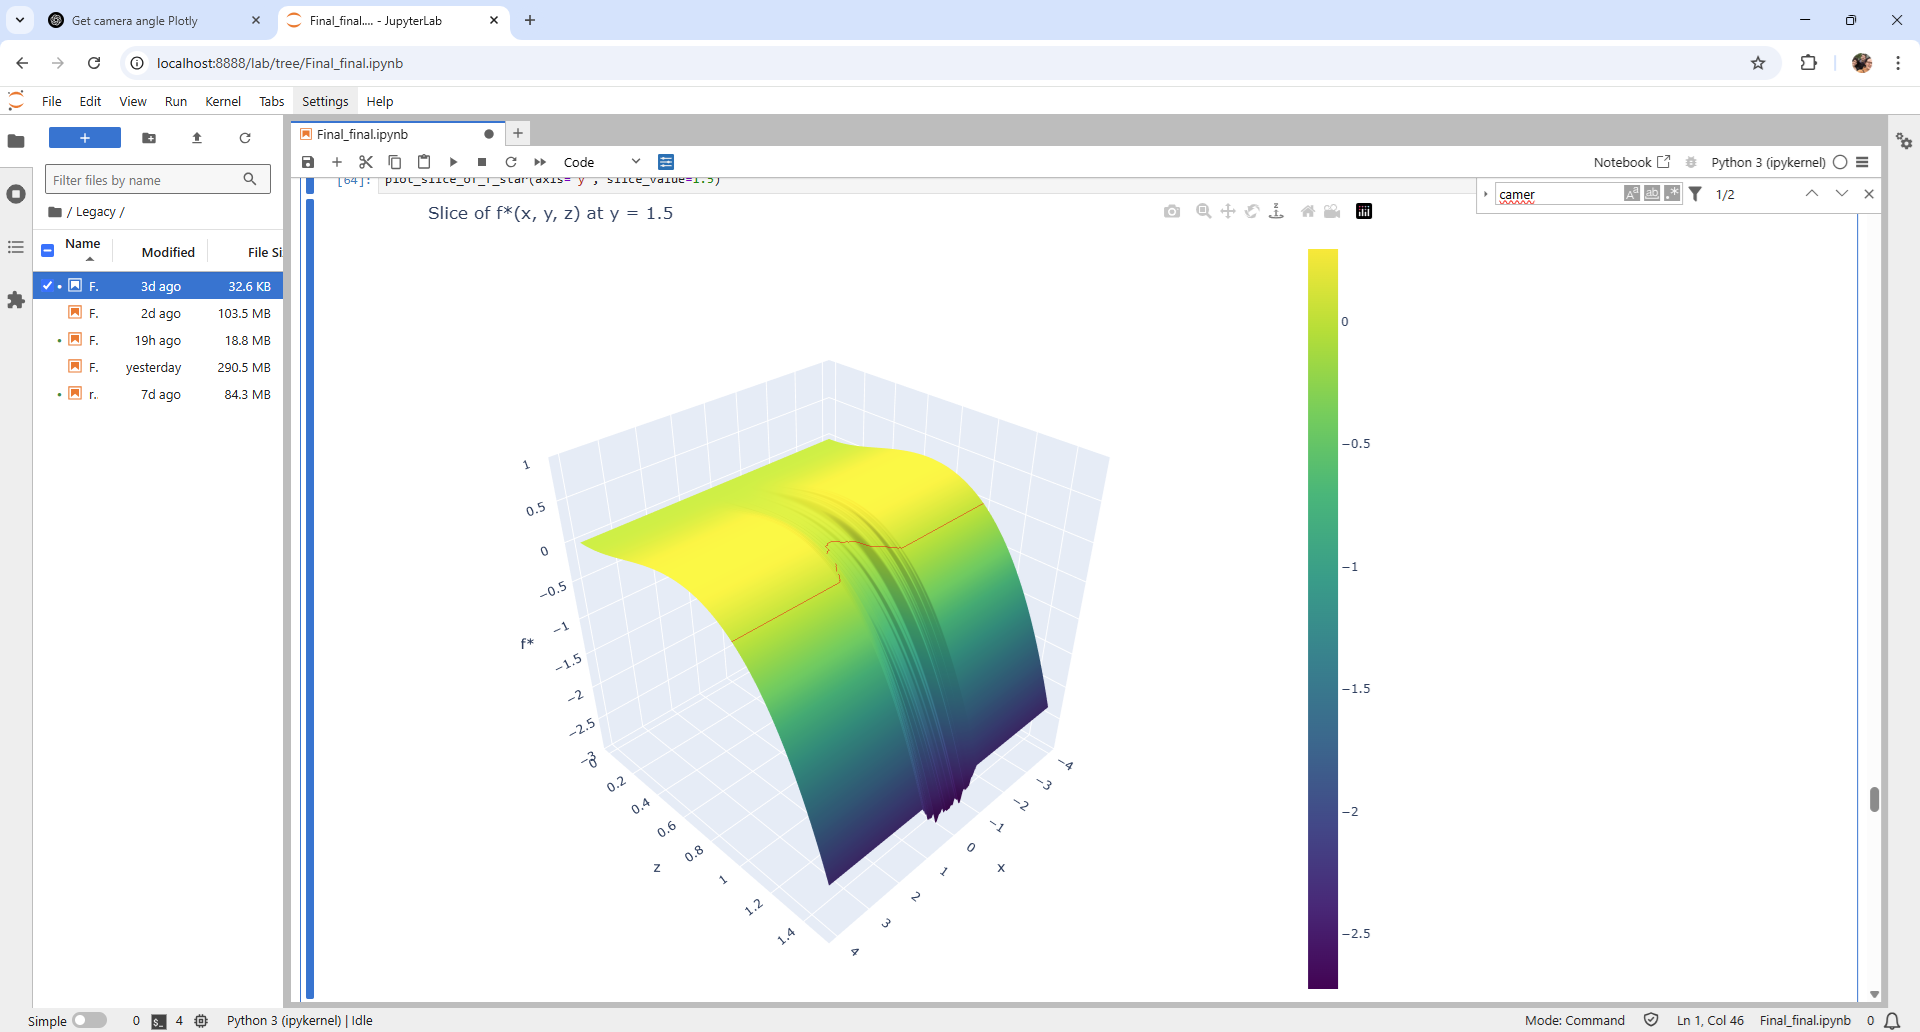 Get camera angle Plotly
Final_final.... - JupyterLab
localhost:8888/lab/tree/Final_final.ipynb
File Edit View Run Kernel Tabs Settings Help
Final_final.ipynb
Code
Notebook
Python 3 (ipykernel)
Filter files by name
/ Legacy /
Name Modified File Si
F. 3d ago 32.6 KB
F. 2d ago 103.5 MB
F. 19h ago 18.8 MB
F. yesterday 290.5 MB
r.. 7d ago 84.3 MB
[64]: plot_slice_of_f_star(axis='y', slice_value=1.5)
camer
Aa ab .*
1/2
Slice of f*(x, y, z) at y = 1.5
1
0.5
0
−0.5
−1
−1.5
−2
−2.5
−3
f*
0
0.2
0.4
0.6
0.8
1
1.2
1.4
z
−4
−3
−2
−1
0
1
2
3
4
x
0
−0.5
−1
−1.5
−2
−2.5
Simple 0 $_ 4 Python 3 (ipykernel) | Idle
Mode: Command Ln 1, Col 46 Final_final.ipynb 0